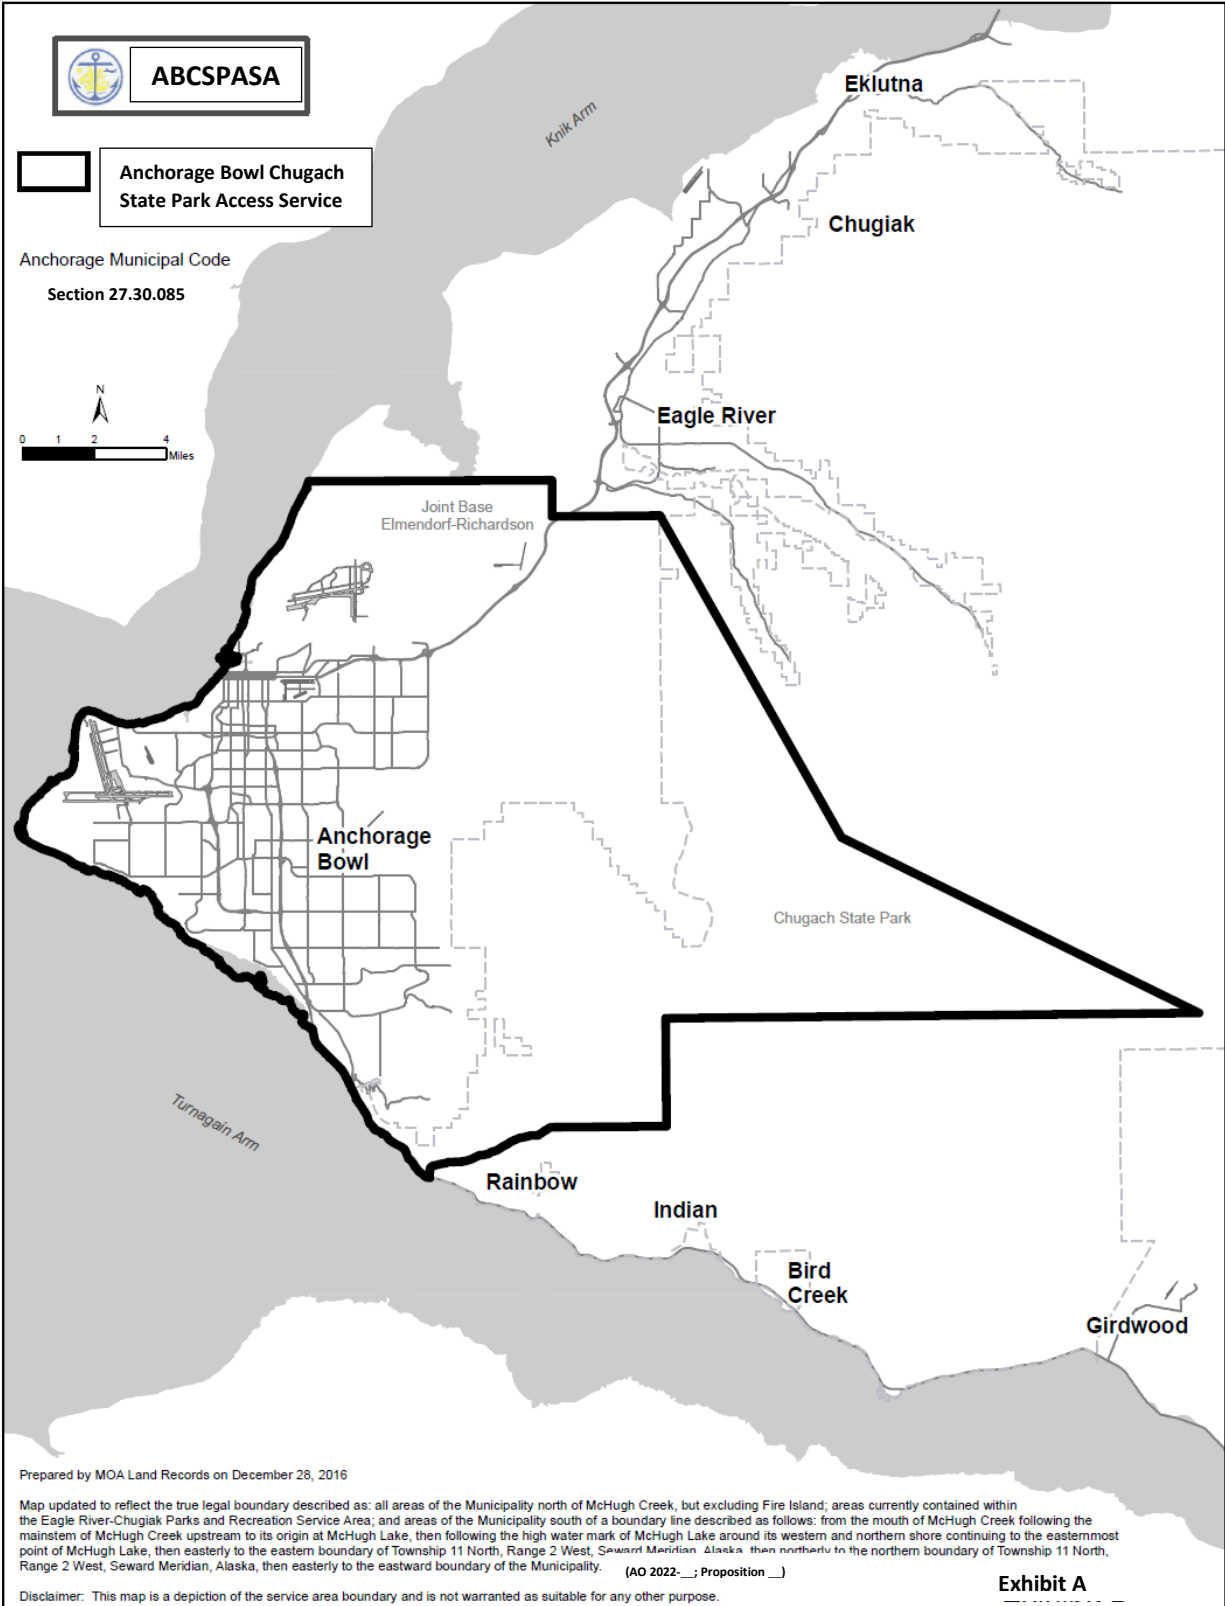 ABCSPASA
Anchorage Bowl Chugach
State Park Access Service
Anchorage Municipal Code
Section 27.30.085
N
0 1 2 4
Miles
Knik Arm
Eklutna
Chugiak
Eagle River
Joint Base
Elmendorf-Richardson
Anchorage
Bowl
Chugach State Park
Turnagain Arm
Rainbow
Indian
Bird
Creek
Girdwood
Prepared by MOA Land Records on December 28, 2016
Map updated to reflect the true legal boundary described as: all areas of the Municipality north of McHugh Creek, but excluding Fire Island; areas currently contained within
the Eagle River-Chugiak Parks and Recreation Service Area; and areas of the Municipality south of a boundary line described as follows: from the mouth of McHugh Creek following the
mainstem of McHugh Creek upstream to its origin at McHugh Lake, then following the high water mark of McHugh Lake around its western and northern shore continuing to the easternmost
point of McHugh Lake, then easterly to the eastern boundary of Township 11 North, Range 2 West, Seward Meridian, Alaska, then northerly to the northern boundary of Township 11 North,
Range 2 West, Seward Meridian, Alaska, then easterly to the eastward boundary of the Municipality.
(AO 2022-__; Proposition __)
Disclaimer: This map is a depiction of the service area boundary and is not warranted as suitable for any other purpose.
Exhibit A